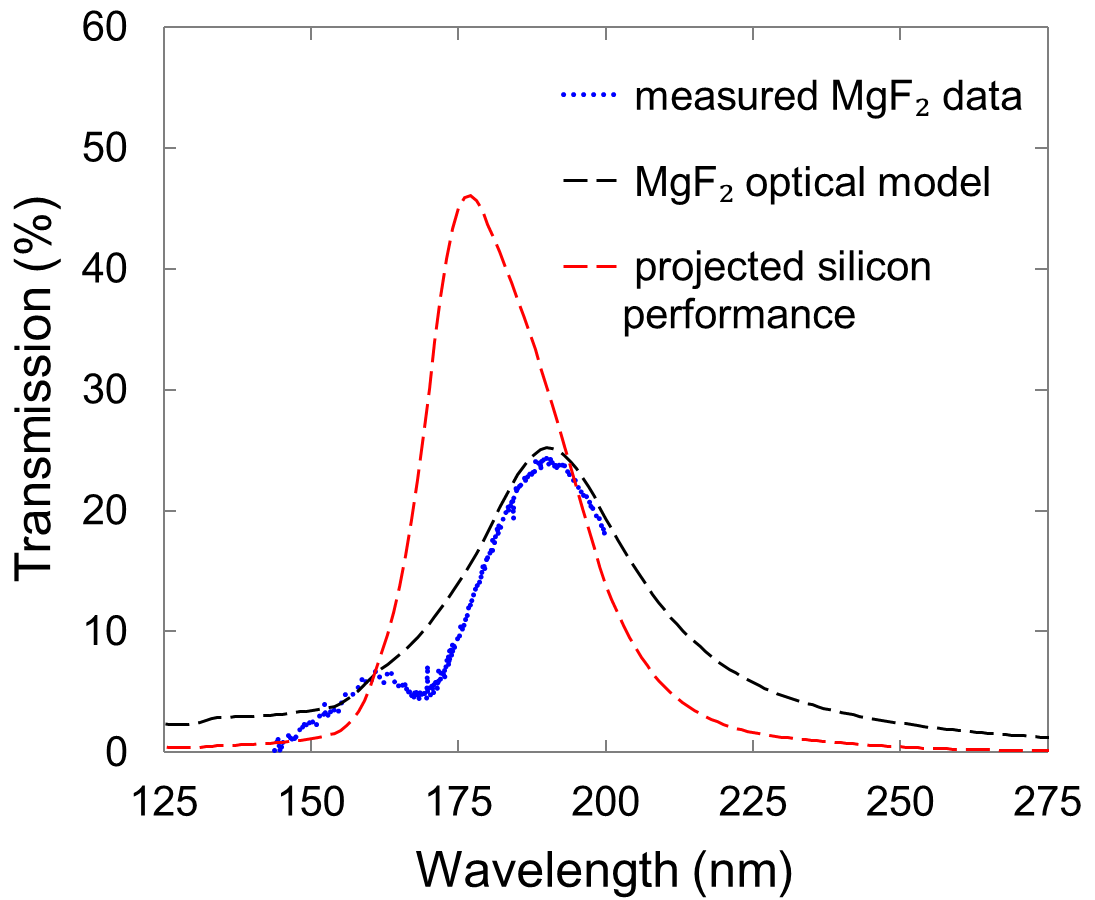 60
50
40
30
20
10
0
125 150 175 200 225 250 275
Transmission (%)
Wavelength (nm)
measured MgF₂ data
MgF₂ optical model
projected silicon
performance